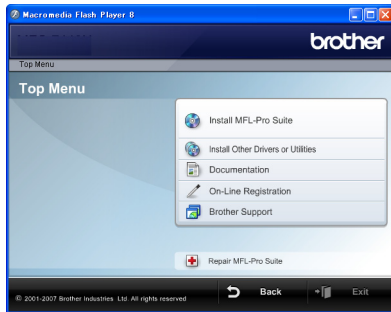 Macromedia Flash Player 8
brother
Top Menu
Top Menu
Install MFL-Pro Suite
Install Other Drivers or Utilities
Documentation
On-Line Registration
Brother Support
Repair MFL-Pro Suite
© 2001-2007 Brother Industries Ltd. All rights reserved
Back
Exit